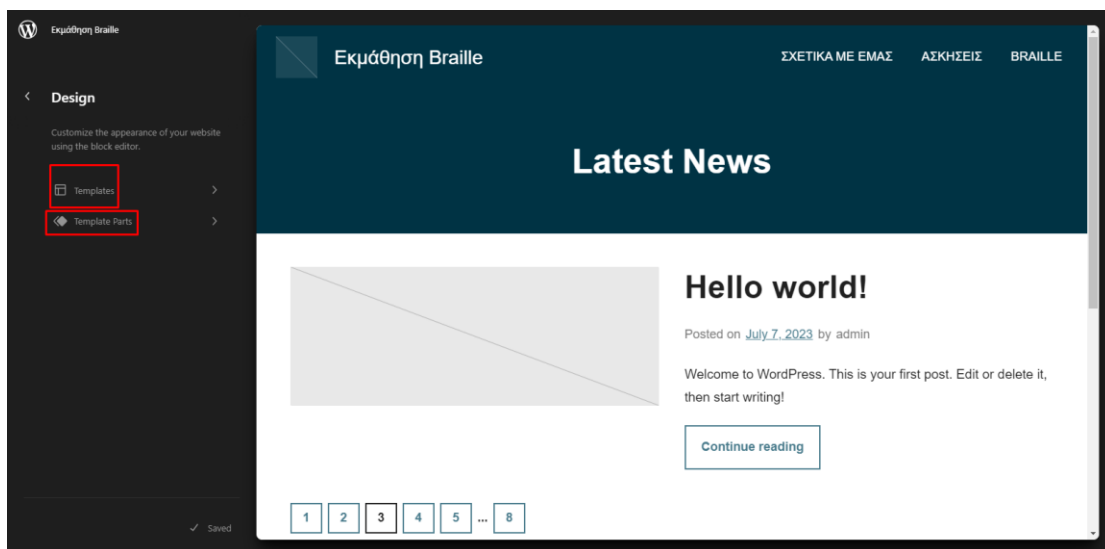 Εκμάθηση Braille
Design
Customize the appearance of your website
using the block editor.
Templates
Template Parts
Saved
Εκμάθηση Braille
ΣΧΕΤΙΚΑ ΜΕ ΕΜΑΣ ΑΣΚΗΣΕΙΣ BRAILLE
Latest News
Hello world!
Posted on July 7, 2023 by admin
Welcome to WordPress. This is your first post. Edit or delete it,
then start writing!
Continue reading
1 2 3 4 5 ... 8